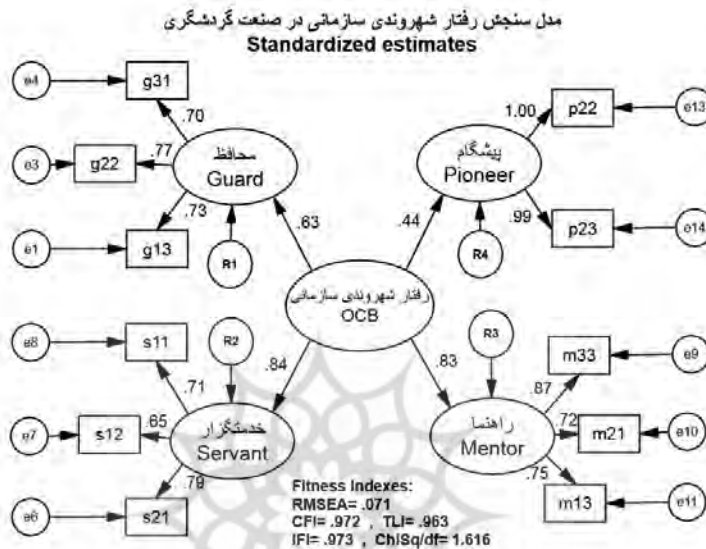 مدل سنجش رفتار شهروندی سازمانی در صنعت گردشگری
Standardized estimates
e4
g31
.70
e3
g22
.77
محافظ
Guard
e1
g13
.73
R1
.63
پیشگام
Pioneer
1.00
p22
e13
.99
p23
e14
R4
.44
رفتار شهروندی سازمانی
OCB
e8
s11
R2
.84
.71
e7
s12
.65
خدمتگزار
Servant
e6
s21
.79
R3
.83
m33
e9
.87
راهنما
Mentor
.72
m21
e10
.75
m13
e11
Fitness Indexes:
RMSEA= .071
CFI= .972 , TLI= .963
IFI= .973 , ChiSq/df= 1.616